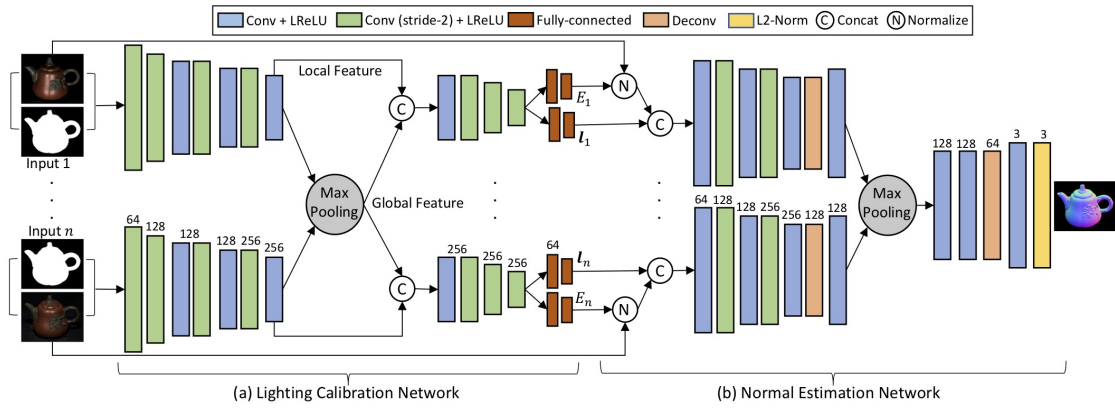 Conv + LReLU Conv (stride-2) + LReLU Fully-connected Deconv L2-Norm C Concat N Normalize
Local Feature
E1
l1
N
C
C
Input 1
Max
Pooling
Global Feature
Input n
64 128 128 128 256 256
C
256 256 256
64
ln
En
C
N
64 128 128 256 256 128 128
Max
Pooling
128 128 64 3 3
(a) Lighting Calibration Network
(b) Normal Estimation Network